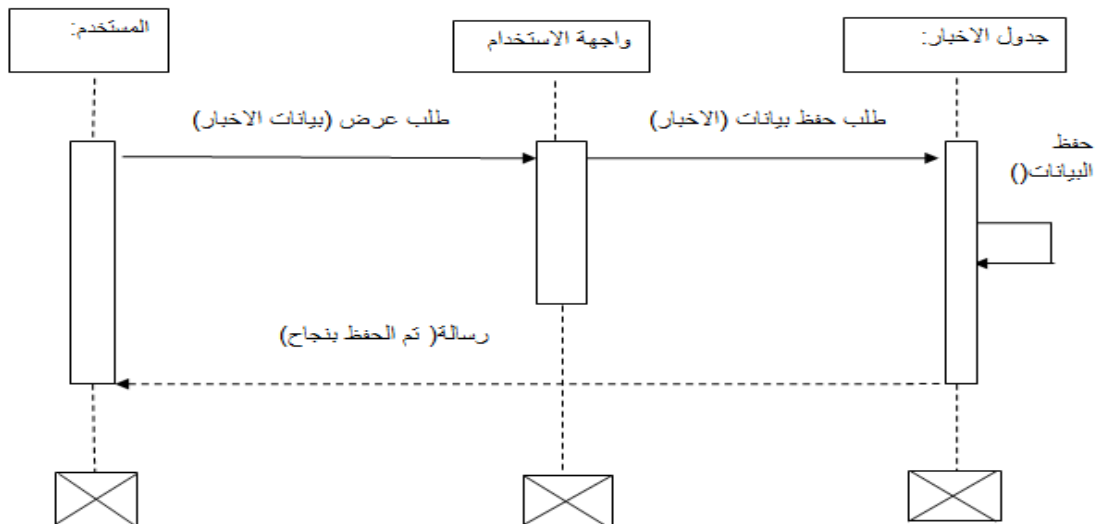 المستخدم:
واجهة الاستخدام
جدول الاخبار:
طلب عرض (بيانات الاخبار)
طلب حفظ بيانات (الاخبار)
حفظ
البيانات()
رسالة( تم الحفظ بنجاح)